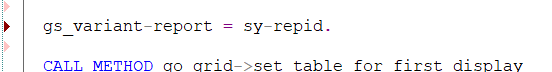 gs_variant-report = sy-repid.
CALL METHOD go_grid->set_table_for_first_display